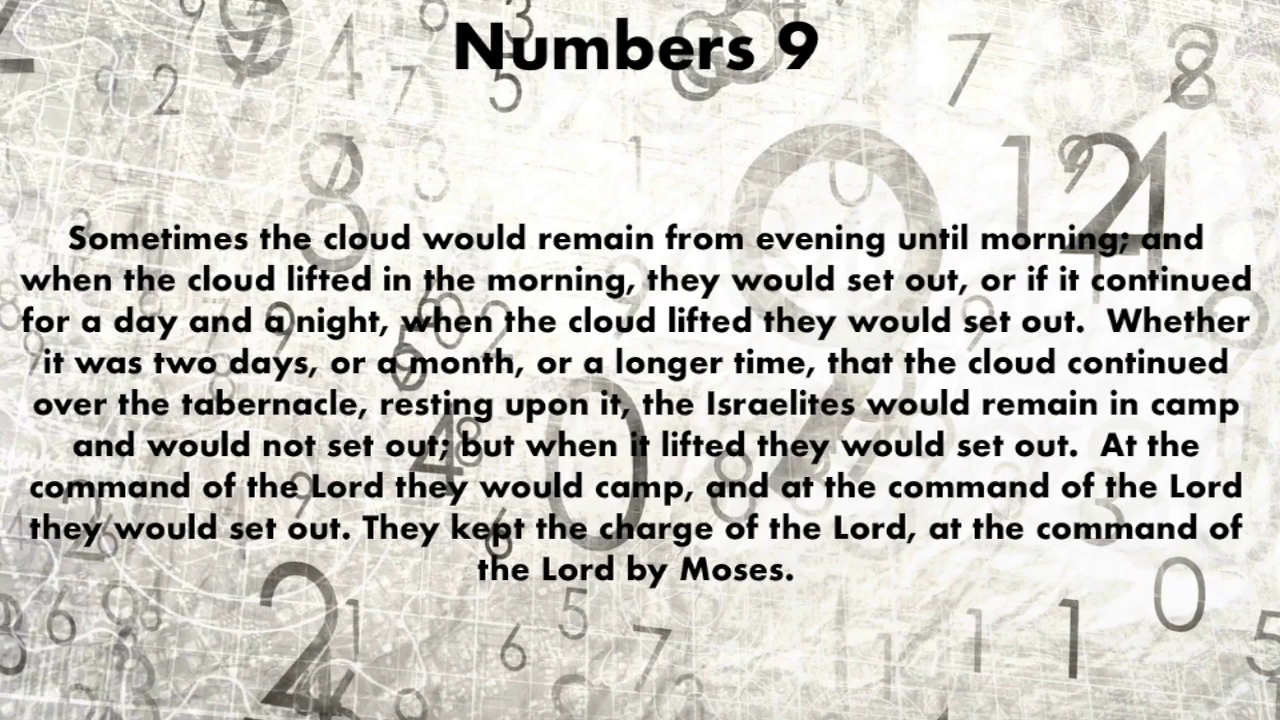 Numbers 9
Sometimes the cloud would remain from evening until morning; and
when the cloud lifted in the morning, they would set out, or if it continued
for a day and a night, when the cloud lifted they would set out.  Whether
it was two days, or a month, or a longer time, that the cloud continued
over the tabernacle, resting upon it, the Israelites would remain in camp
and would not set out; but when it lifted they would set out.  At the
command of the Lord they would camp, and at the command of the Lord
they would set out. They kept the charge of the Lord, at the command of
the Lord by Moses.